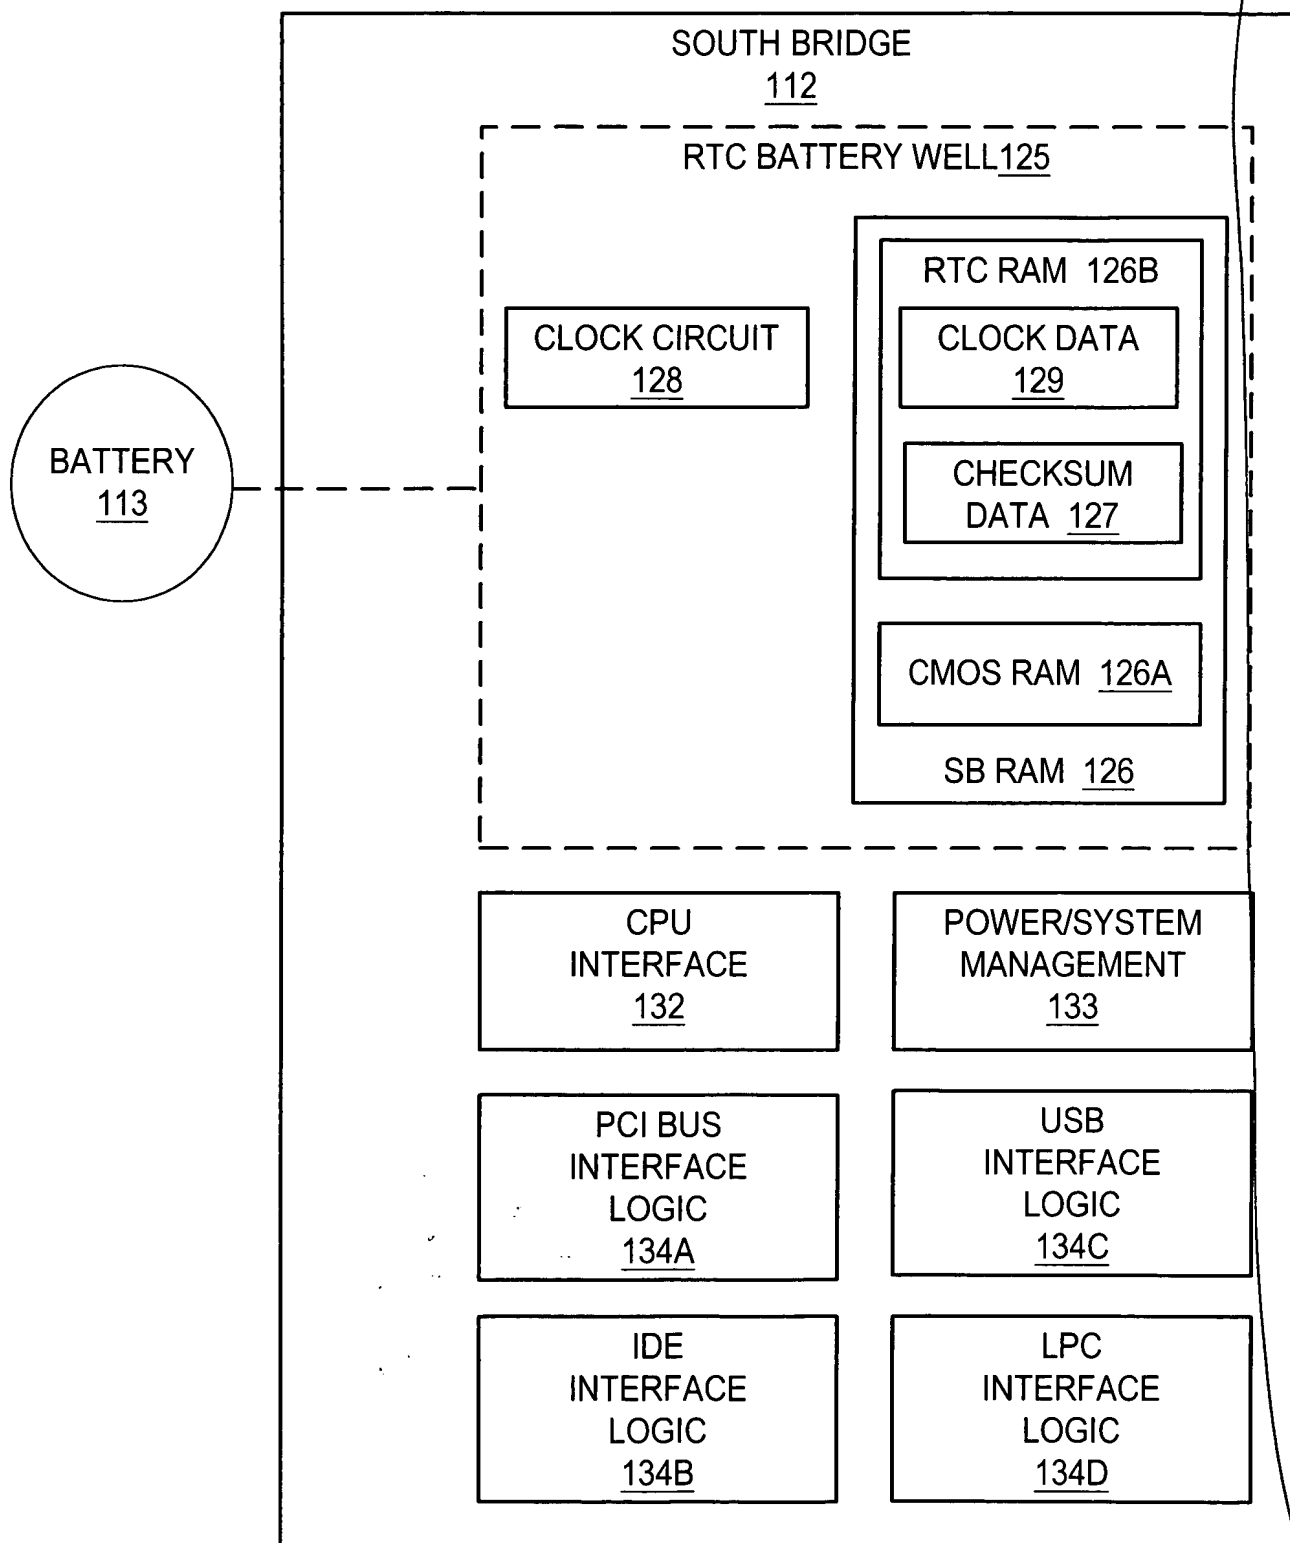 SOUTH BRIDGE
112
RTC BATTERY WELL125
RTC RAM 126B
CLOCK CIRCUIT
128
CLOCK DATA
129
BATTERY
113
CHECKSUM
DATA 127
CMOS RAM 126A
SB RAM 126
CPU
INTERFACE
132
POWER/SYSTEM
MANAGEMENT
133
PCI BUS
INTERFACE
LOGIC
134A
USB
INTERFACE
LOGIC
134C
IDE
INTERFACE
LOGIC
134B
LPC
INTERFACE
LOGIC
134D